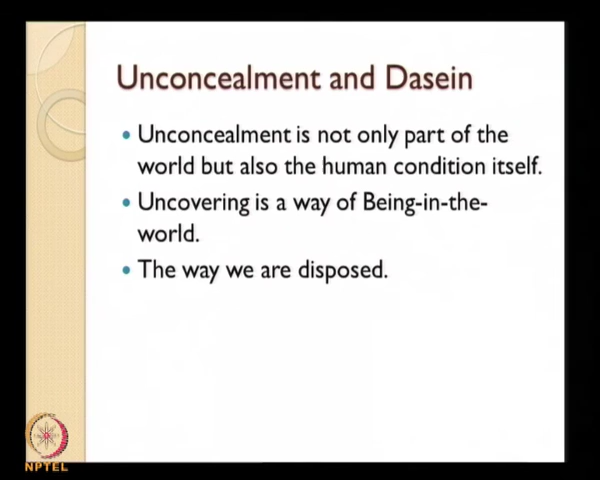 Unconcealment and Dasein
• Unconcealment is not only part of the
world but also the human condition itself.
• Uncovering is a way of Being-in-the-
world.
• The way we are disposed.
NPTEL